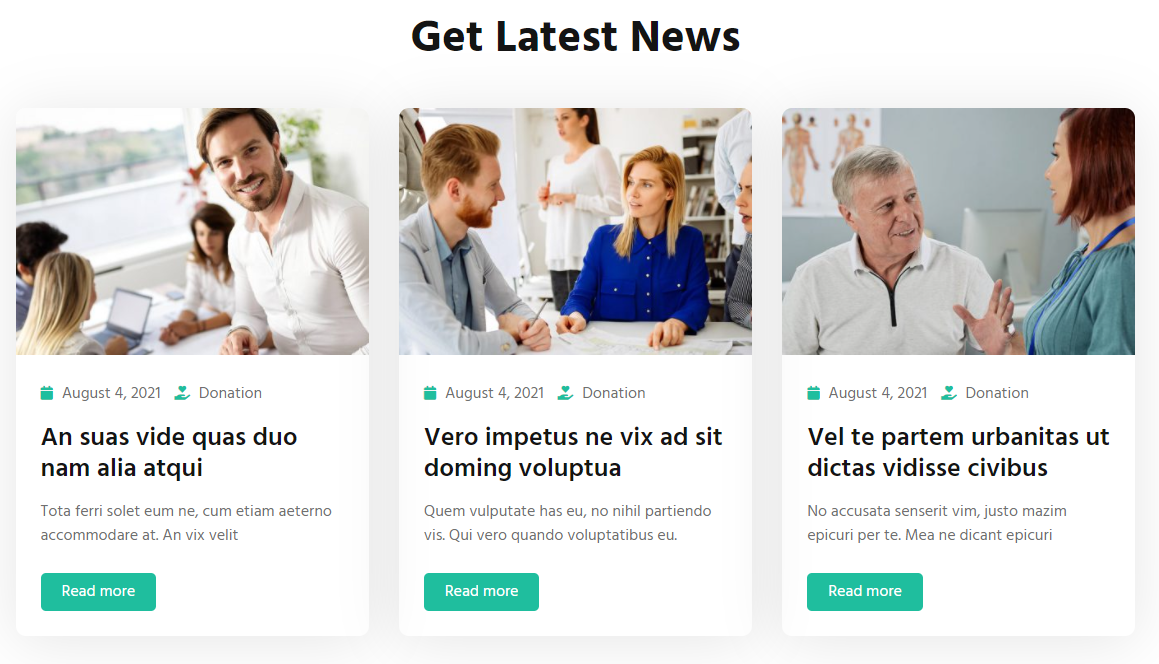 Get Latest News
August 4, 2021 Donation
An suas vide quas duo
nam alia atqui
Tota ferri solet eum ne, cum etiam aeterno
accommodare at. An vix velit
Read more
August 4, 2021 Donation
Vero impetus ne vix ad sit
doming voluptua
Quem vulputate has eu, no nihil partiendo
vis. Qui vero quando voluptatibus eu.
Read more
August 4, 2021 Donation
Vel te partem urbanitas ut
dictas vidisse civibus
No accusata senserit vim, justo mazim
epicuri per te. Mea ne dicant epicuri
Read more